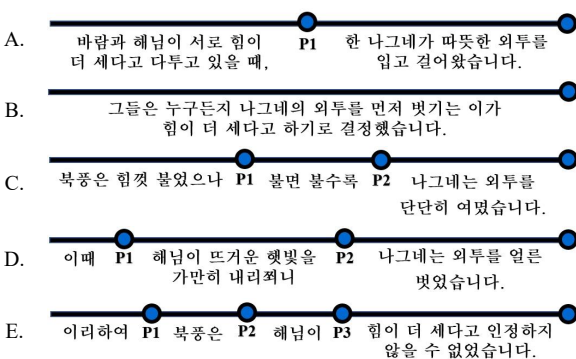 A. 바람과 해님이 서로 힘이 P1 한 나그네가 따뜻한 외투를
더 세다고 다투고 있을 때, 입고 걸어왔습니다.
B. 그들은 누구든지 나그네의 외투를 먼저 벗기는 이가
힘이 더 세다고 하기로 결정했습니다.
C. 북풍은 힘껏 불었으나 P1 불면 불수록 P2 나그네는 외투를
단단히 여몄습니다.
D. 이때 P1 해님이 뜨거운 햇빛을 P2 나그네는 외투를 얼른
가만히 내리쬐니 벗었습니다.
E. 이리하여 P1 북풍은 P2 해님이 P3 힘이 더 세다고 인정하지
않을 수 없었습니다.